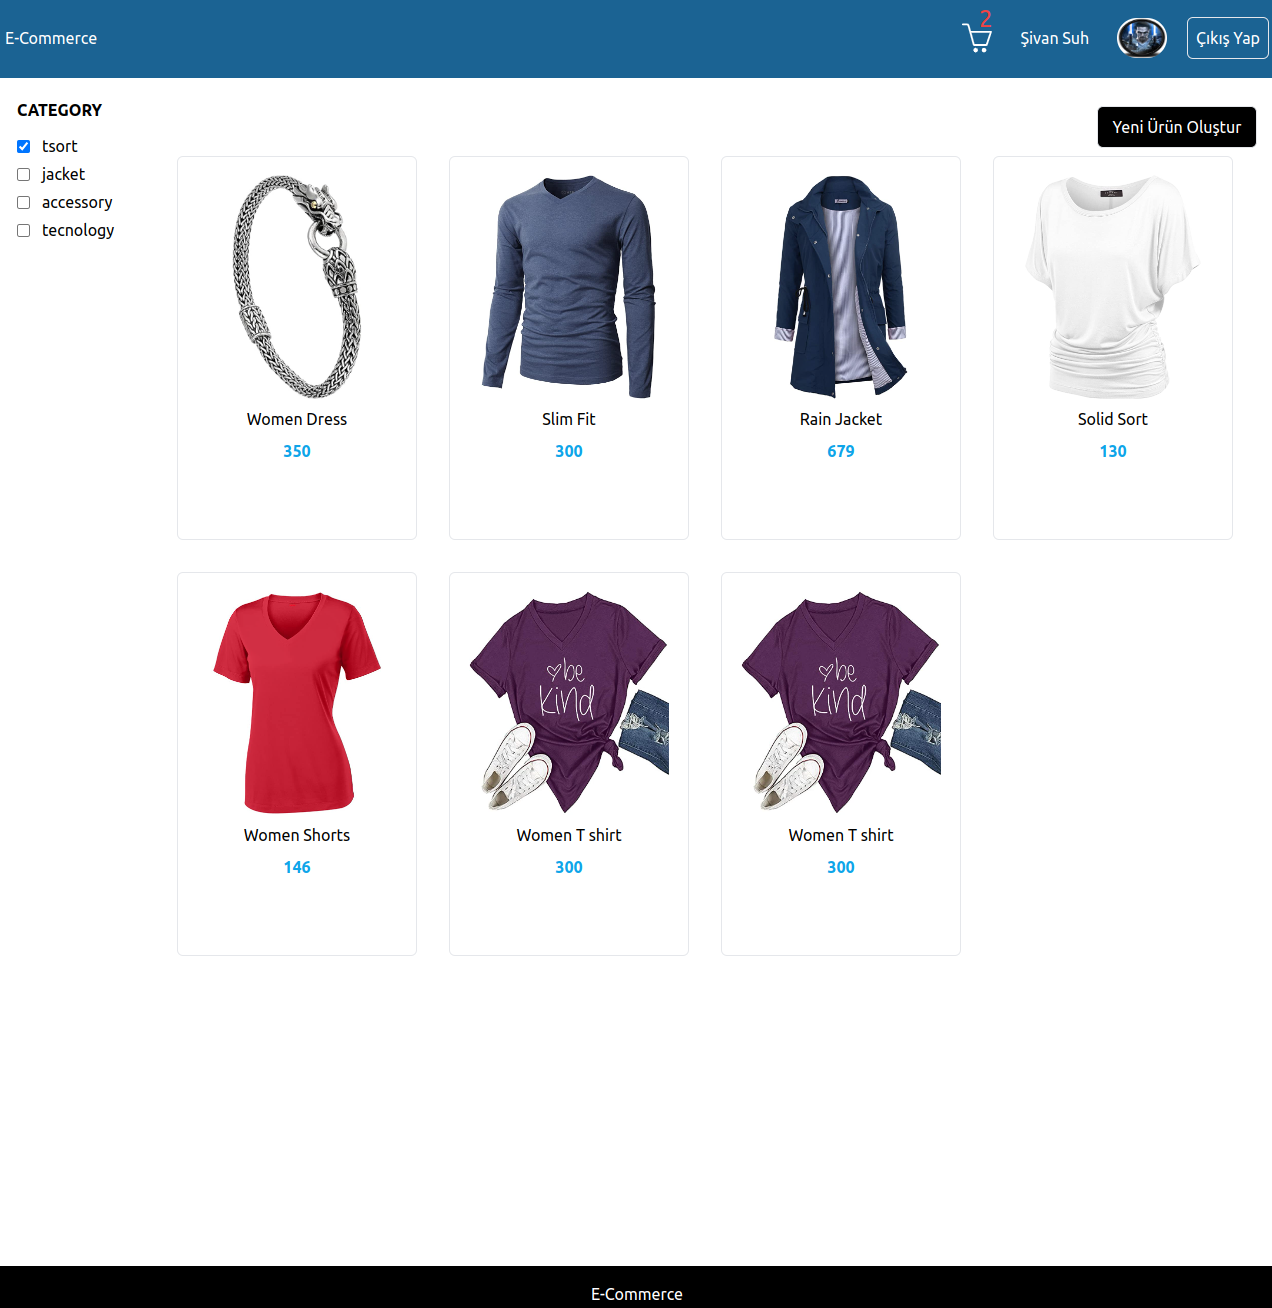 E-Commerce
2
Şivan Suh
Çıkış Yap
CATEGORY
Yeni Ürün Oluştur
tsort
jacket
accessory
tecnology
Women Dress
350
Slim Fit
300
Rain Jacket
679
Solid Sort
130
be
kind
be
kind
Women Shorts
146
Women T shirt
300
Women T shirt
300
E-Commerce